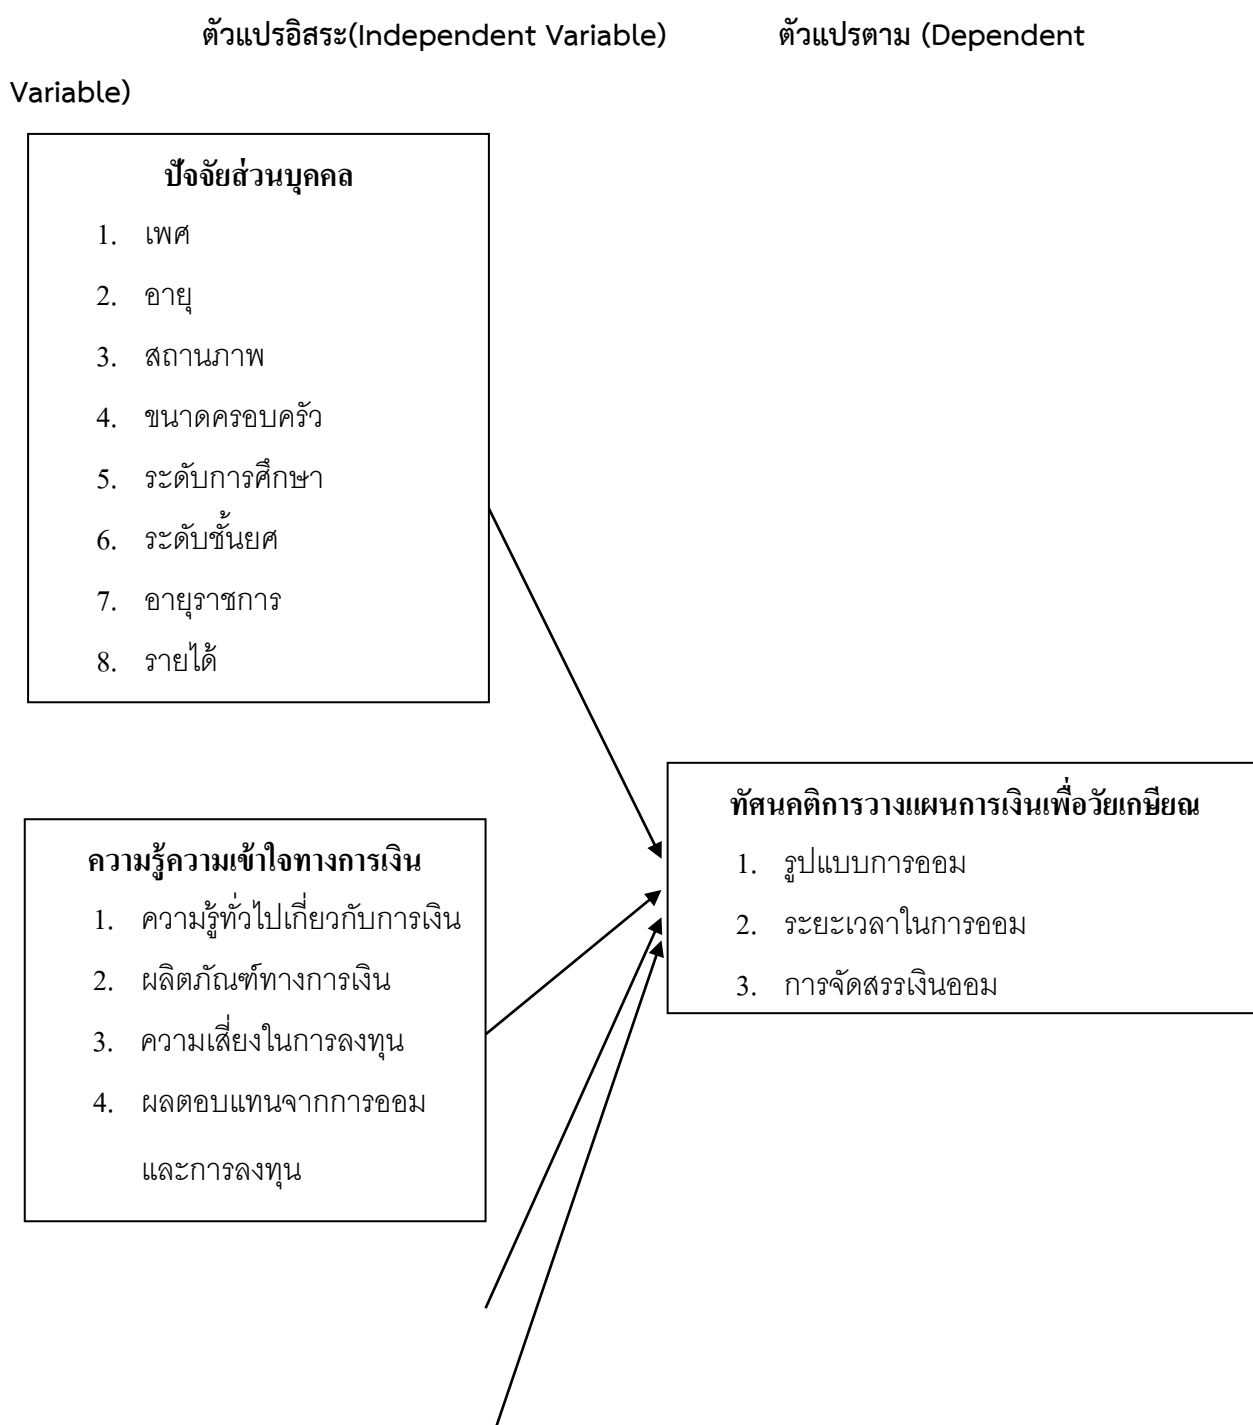 ตัวแปรอิสระ(Independent Variable) ตัวแปรตาม (Dependent
Variable)
ปัจจัยส่วนบุคคล
1. เพศ
2. อายุ
3. สถานภาพ
4. ขนาดครอบครัว
5. ระดับการศึกษา
6. ระดับชั้นยศ
7. อายุราชการ
8. รายได้
ความรู้ความเข้าใจทางการเงิน
1. ความรู้ทั่วไปเกี่ยวกับการเงิน
2. ผลิตภัณฑ์ทางการเงิน
3. ความเสี่ยงในการลงทุน
4. ผลตอบแทนจากการออม
และการลงทุน
ทัศนคติการวางแผนการเงินเพื่อวัยเกษียณ
1. รูปแบบการออม
2. ระยะเวลาในการออม
3. การจัดสรรเงินออม